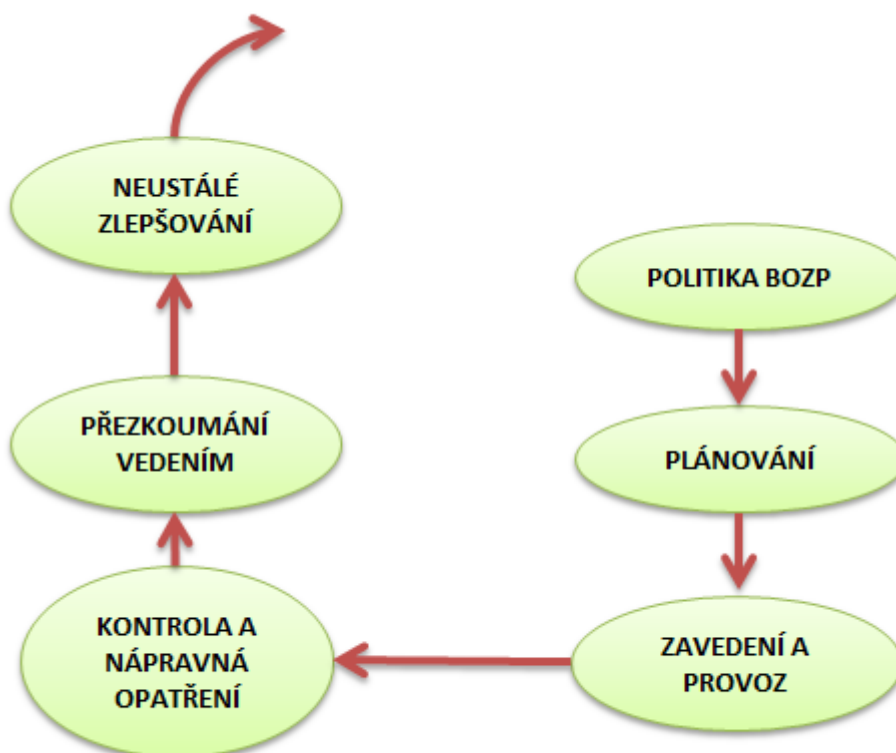 NEUSTÁLÉ
ZLEPŠOVÁNÍ
POLITIKA BOZP
PŘEZKOUMÁNÍ
VEDENÍM
PLÁNOVÁNÍ
KONTROLA A
NÁPRAVNÁ
OPATŘENÍ
ZAVEDENÍ A
PROVOZ